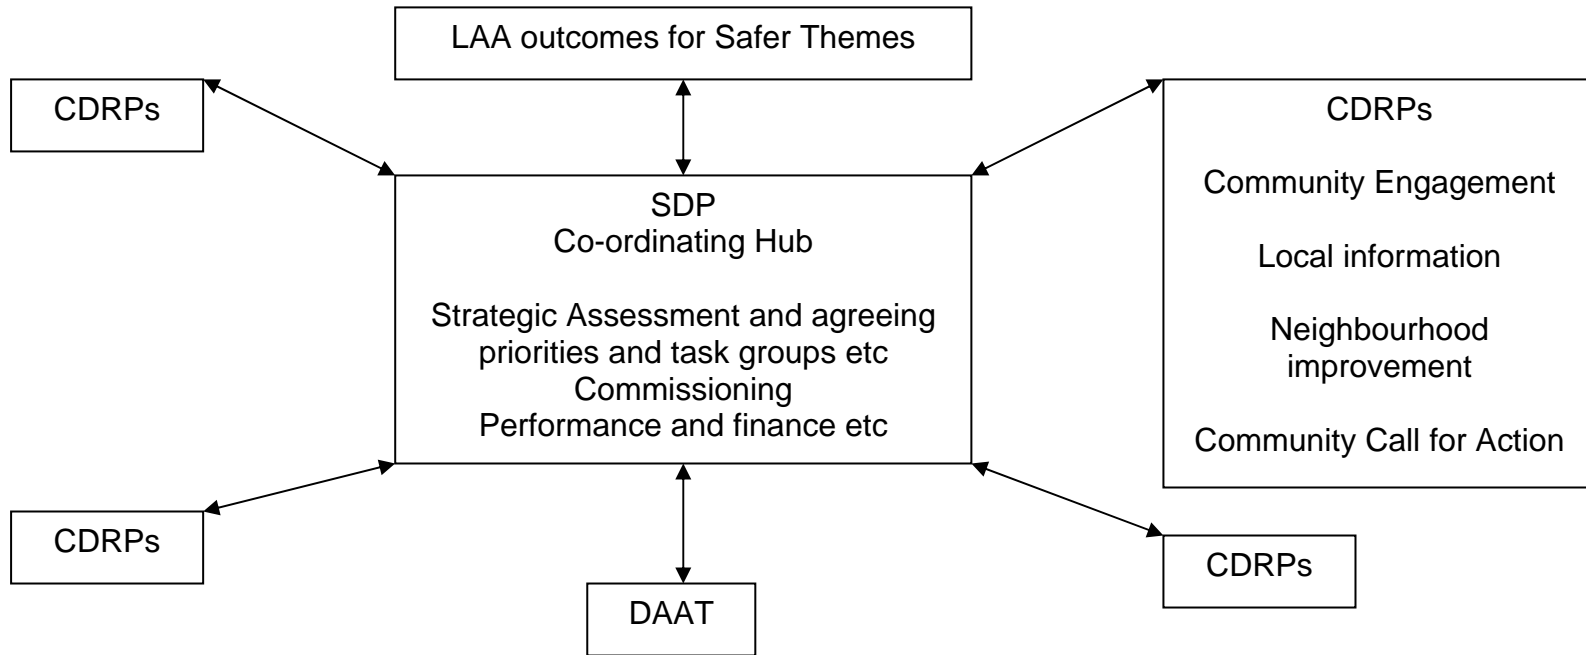 LAA outcomes for Safer Themes
CDRPs
SDP
Co-ordinating Hub
Strategic Assessment and agreeing
priorities and task groups etc
Commissioning
Performance and finance etc
CDRPs
Community Engagement
Local information
Neighbourhood
improvement
Community Call for Action
CDRPs
DAAT
CDRPs